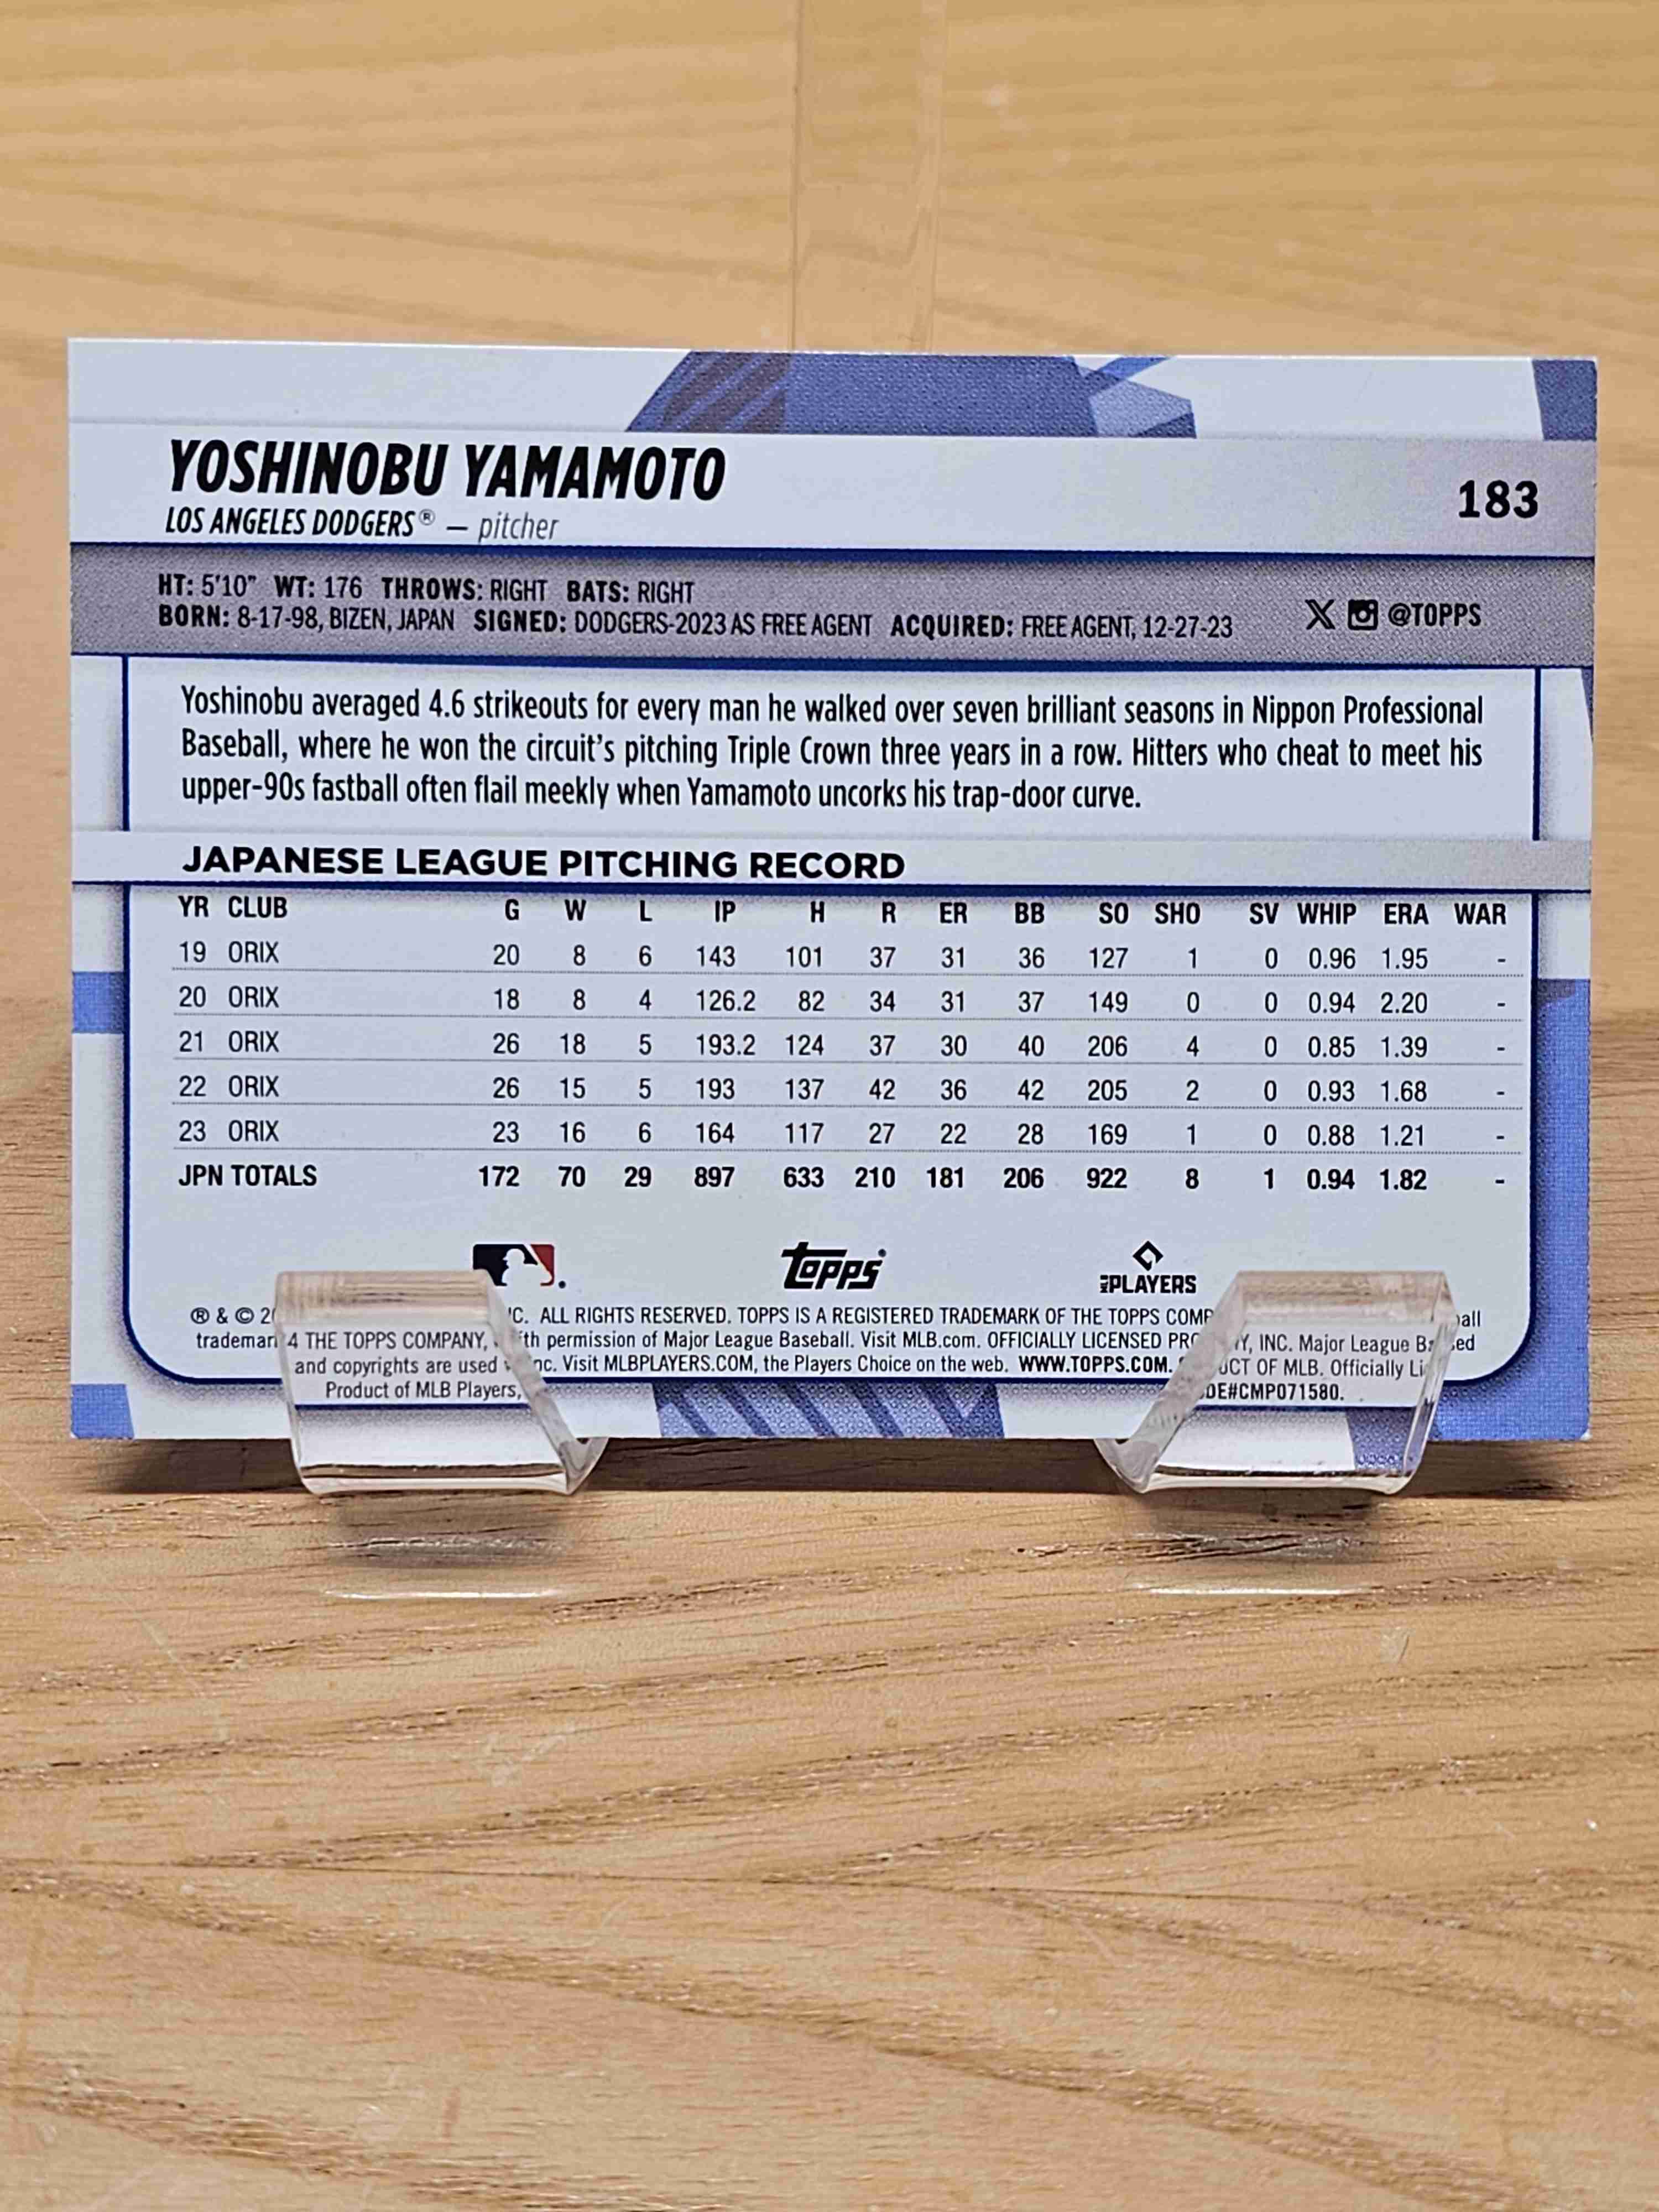 YOSHINOBU YAMAMOTO
LOS ANGELES DODGERS® — pitcher
183
HT: 5'10" WT: 176 THROWS: RIGHT BATS: RIGHT
BORN: 8-17-98, BIZEN, JAPAN SIGNED: DODGERS-2023 AS FREE AGENT ACQUIRED: FREE AGENT, 12-27-23
@TOPPS
Yoshinobu averaged 4.6 strikeouts for every man he walked over seven brilliant seasons in Nippon Professional
Baseball, where he won the circuit's pitching Triple Crown three years in a row. Hitters who cheat to meet his
upper-90s fastball often flail meekly when Yamamoto uncorks his trap-door curve.
JAPANESE LEAGUE PITCHING RECORD
YR CLUB G W L IP H R ER BB SO SHO SV WHIP ERA WAR
19 ORIX 20 8 6 143 101 37 31 36 127 1 0 0.96 1.95 -
20 ORIX 18 8 4 126.2 82 34 31 37 149 0 0 0.94 2.20 -
21 ORIX 26 18 5 193.2 124 37 30 40 206 4 0 0.85 1.39 -
22 ORIX 26 15 5 193 137 42 36 42 205 2 0 0.93 1.68 -
23 ORIX 23 16 6 164 117 27 22 28 169 1 0 0.88 1.21 -
JPN TOTALS 172 70 29 897 633 210 181 206 922 8 1 0.94 1.82 -
Topps®
PLAYERS
® & © 4 THE TOPPS COMPANY, ALL RIGHTS RESERVED. TOPPS IS A REGISTERED TRADEMARK OF THE TOPPS INC. Major League
and copyrights are used permission of Major League Baseball. Visit MLB.com. OFFICIALLY LICENSED OF MLB. Officially
Product of MLB Players, Visit MLBPLAYERS.COM, the Players Choice on the web. WWW.TOPPS.COM. DE#CMP071580.